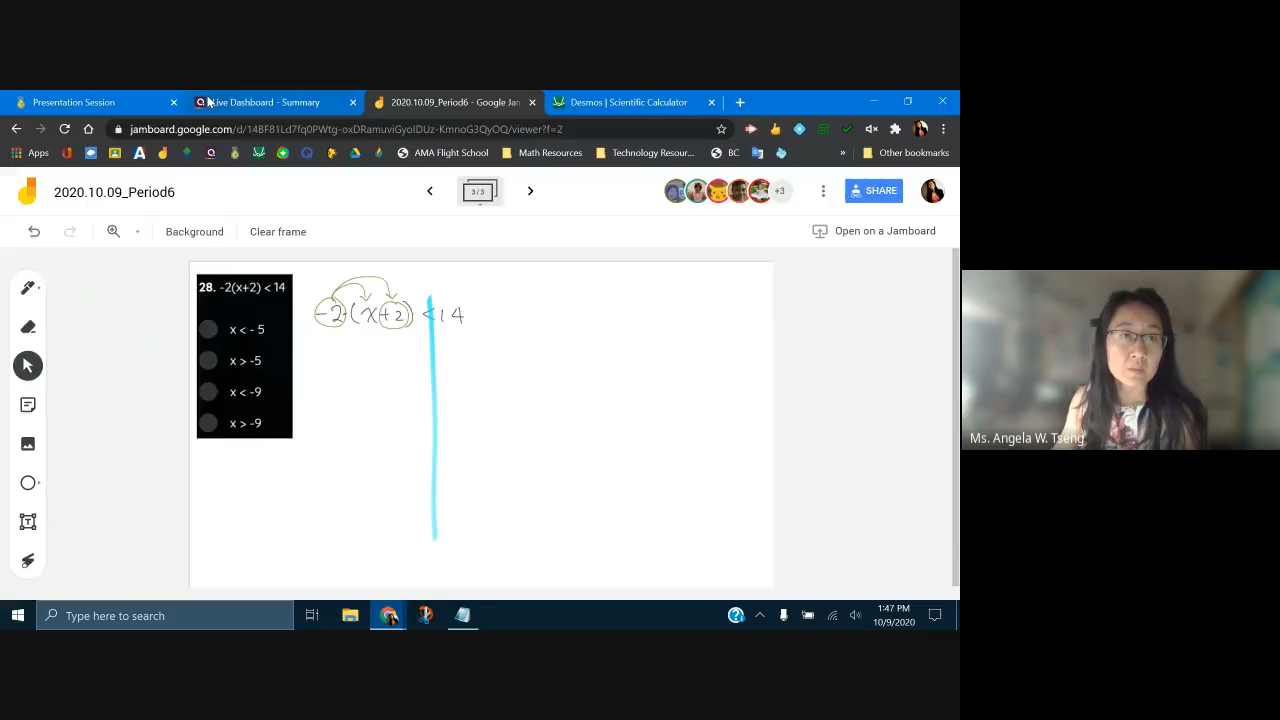 Presentation Session
Live Dashboard - Summary
2020.10.09_Period6 - Google Jan
Desmos | Scientific Calculator
jamboard.google.com/d/14BF81Ld7fq0PWtg-oxDRamuviGyoIDUz-KmnoG3QyOQ/viewer?f=2
Apps
AMA Flight School
Math Resources
Technology Resour...
BC
»
Other bookmarks
2020.10.09_Period6
3/3
+3
SHARE
Background
Clear frame
Open on a Jamboard
28. -2(x+2) < 14
x < - 5
x > -5
x < -9
x > -9
-2(x+2) < 14
Ms. Angela W. Tseng
Type here to search
1:47 PM
10/9/2020